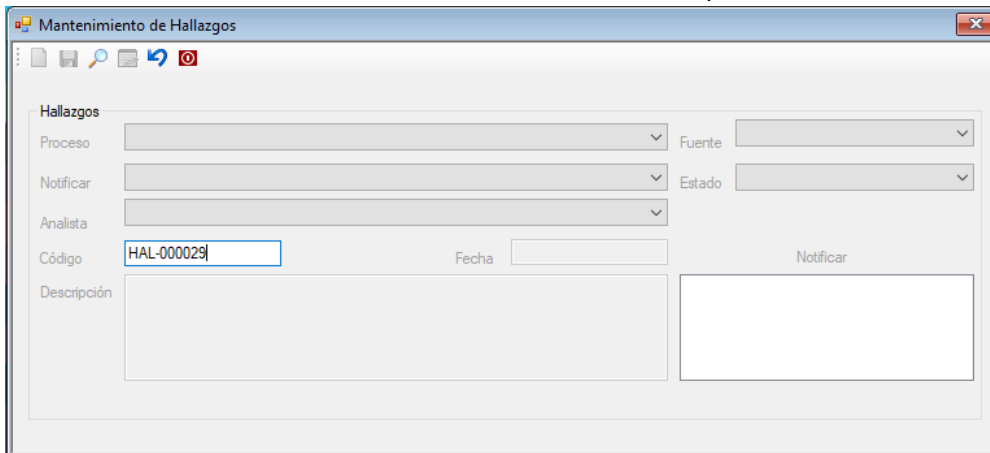 Mantenimiento de Hallazgos
Hallazgos
Proceso
Fuente
Notificar
Estado
Analista
Código HAL-000029 Fecha
Notificar
Descripción